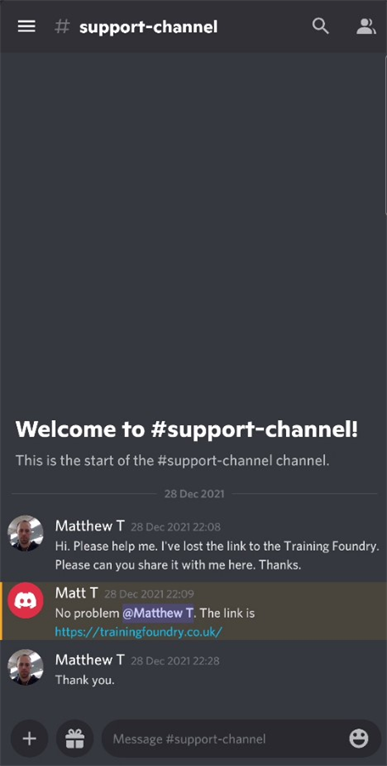 # support-channel
Welcome to #support-channel!
This is the start of the #support-channel channel.
28 Dec 2021
Matthew T 28 Dec 2021 22:08
Hi. Please help me. I've lost the link to the Training Foundry.
Please can you share it with me here. Thanks.
Matt T 28 Dec 2021 22:09
No problem @Matthew T. The link is
https://trainingfoundry.co.uk/
Matthew T 28 Dec 2021 22:28
Thank you.
Message #support-channel